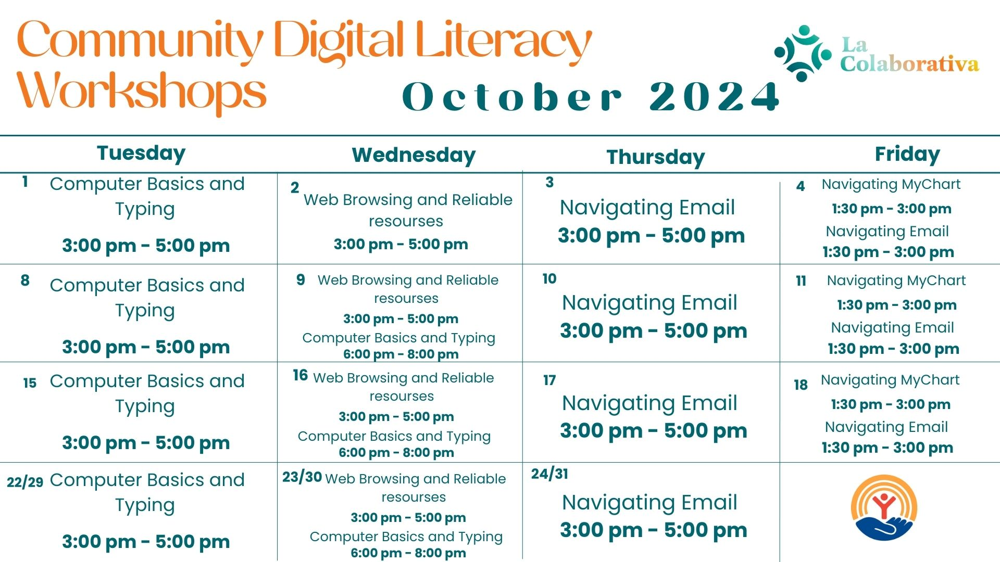 Community Digital Literacy
Workshops
October 2024
La
Colaborativa
Tuesday
Wednesday
Thursday
Friday
1
Computer Basics and
Typing
3:00 pm - 5:00 pm
2
Web Browsing and Reliable
resourses
3:00 pm - 5:00 pm
3
Navigating Email
3:00 pm - 5:00 pm
4
Navigating MyChart
1:30 pm - 3:00 pm
Navigating Email
1:30 pm - 3:00 pm
8
Computer Basics and
Typing
3:00 pm - 5:00 pm
9
Web Browsing and Reliable
resourses
3:00 pm - 5:00 pm
Computer Basics and Typing
6:00 pm - 8:00 pm
10
Navigating Email
3:00 pm - 5:00 pm
11
Navigating MyChart
1:30 pm - 3:00 pm
Navigating Email
1:30 pm - 3:00 pm
15
Computer Basics and
Typing
3:00 pm - 5:00 pm
16
Web Browsing and Reliable
resourses
3:00 pm - 5:00 pm
Computer Basics and Typing
6:00 pm - 8:00 pm
17
Navigating Email
3:00 pm - 5:00 pm
18
Navigating MyChart
1:30 pm - 3:00 pm
Navigating Email
1:30 pm - 3:00 pm
22/29
Computer Basics and
Typing
3:00 pm - 5:00 pm
23/30
Web Browsing and Reliable
resourses
3:00 pm - 5:00 pm
Computer Basics and Typing
6:00 pm - 8:00 pm
24/31
Navigating Email
3:00 pm - 5:00 pm